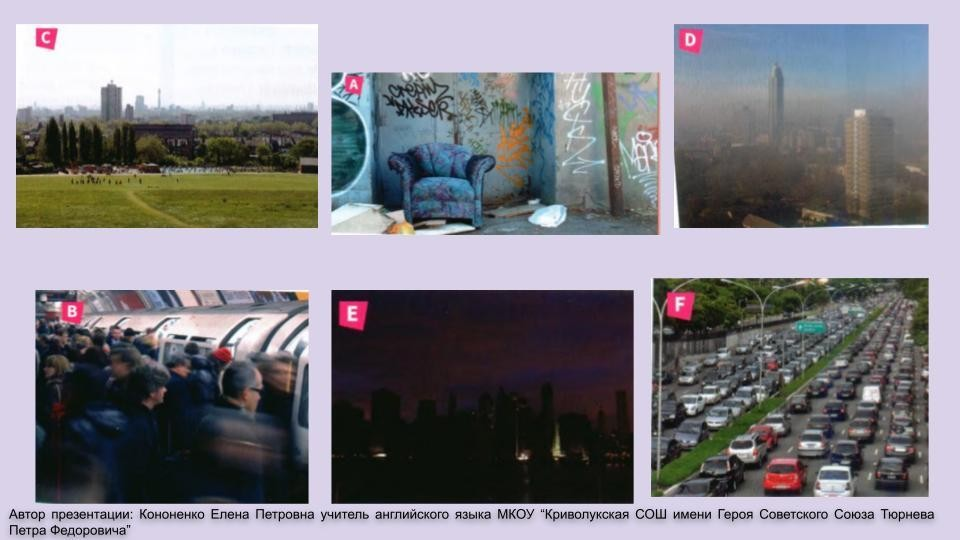 C
A
D
B
E
F
Автор презентации: Кононенко Елена Петровна учитель английского языка МКОУ “Криволукская СОШ имени Героя Советского Союза Тюрнева
Петра Федоровича”